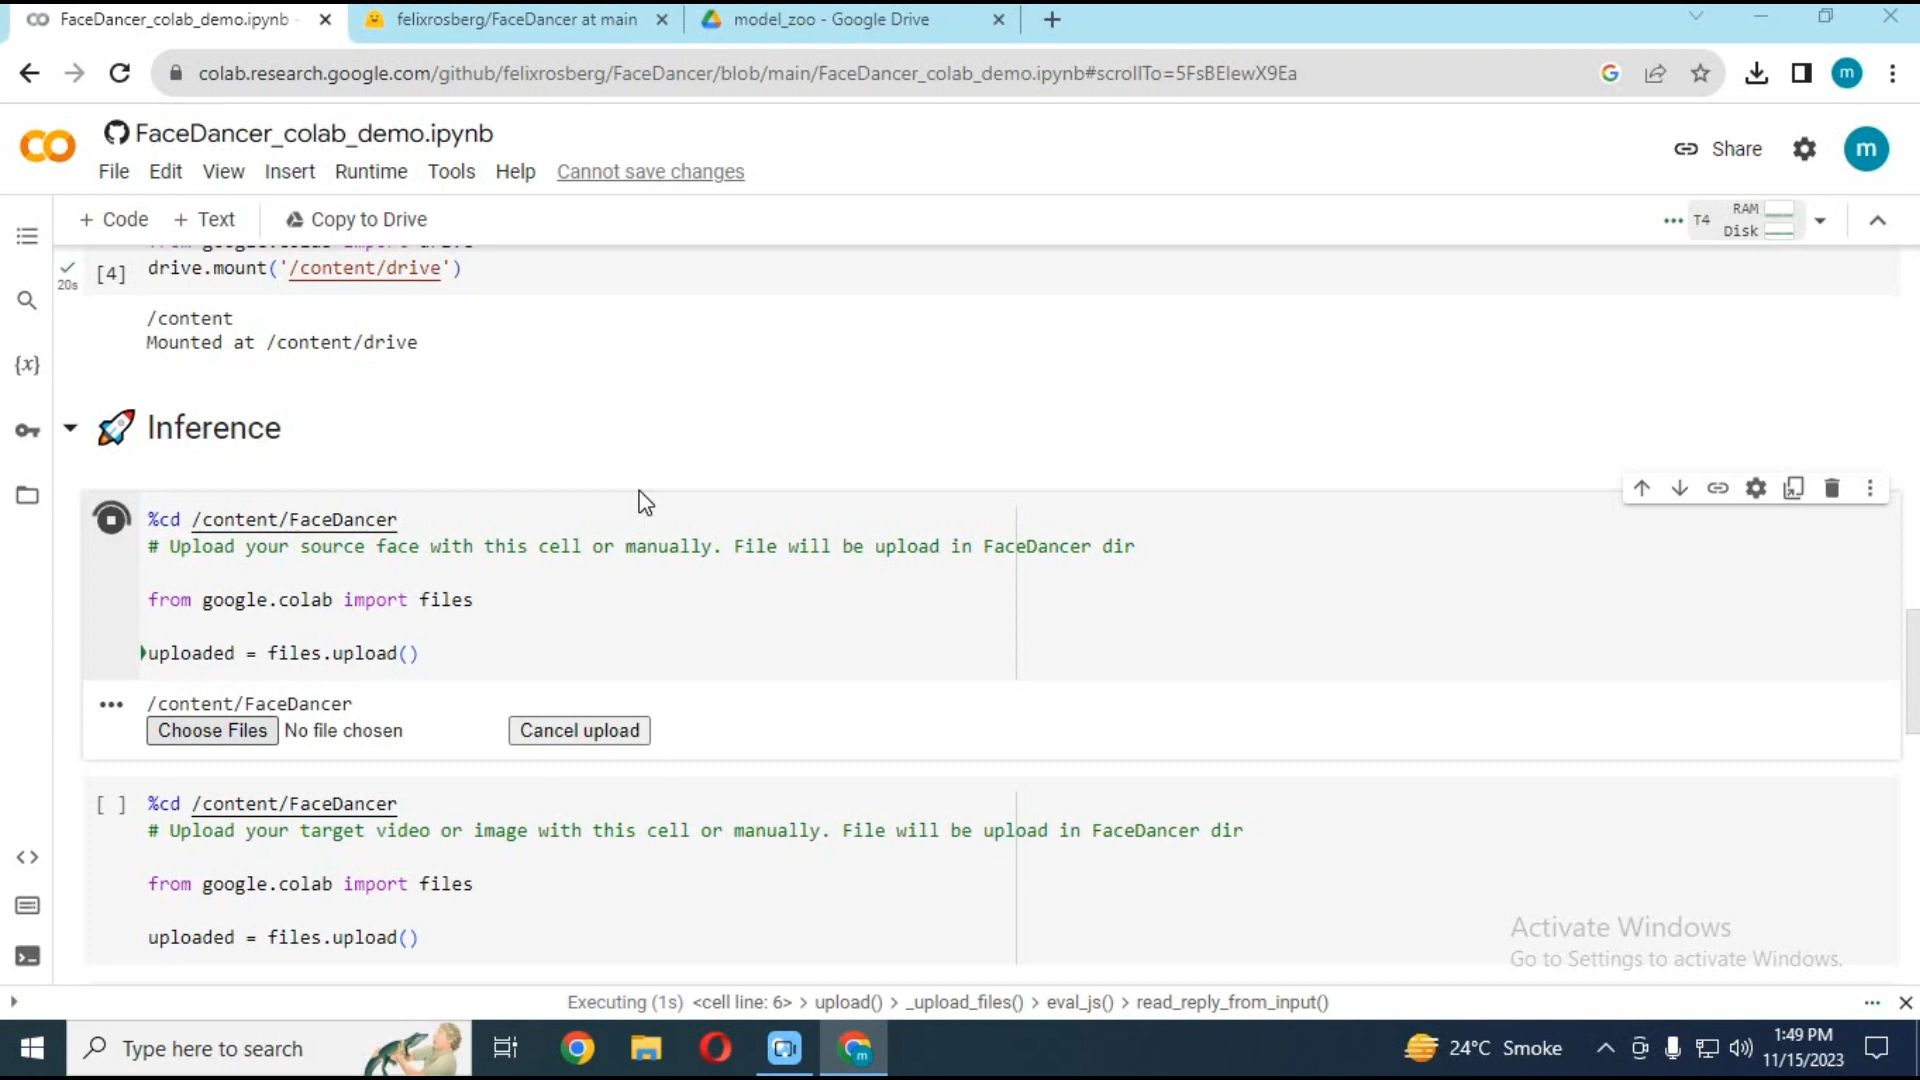 FaceDancer_colab_demo.ipynb -
felixrosberg/FaceDancer at main
model_zoo - Google Drive
colab.research.google.com/github/felixrosberg/FaceDancer/blob/main/FaceDancer_colab_demo.ipynb#scrollTo=5FsBEIewX9Ea
m
FaceDancer_colab_demo.ipynb
Share
m
File Edit View Insert Runtime Tools Help Cannot save changes
+ Code + Text Copy to Drive
T4 RAM
Disk
20s
[4] drive.mount('/content/drive')
/content
Mounted at /content/drive
{x}
Inference
%cd /content/FaceDancer
# Upload your source face with this cell or manually. File will be upload in FaceDancer dir
from google.colab import files
uploaded = files.upload()
/content/FaceDancer
Choose Files No file chosen Cancel upload
[ ] %cd /content/FaceDancer
# Upload your target video or image with this cell or manually. File will be upload in FaceDancer dir
from google.colab import files
uploaded = files.upload()
Activate Windows
Go to Settings to activate Windows.
Executing (1s) <cell line: 6> > upload() > _upload_files() > eval_js() > read_reply_from_input()
Type here to search
m
24°C Smoke
1:49 PM
11/15/2023